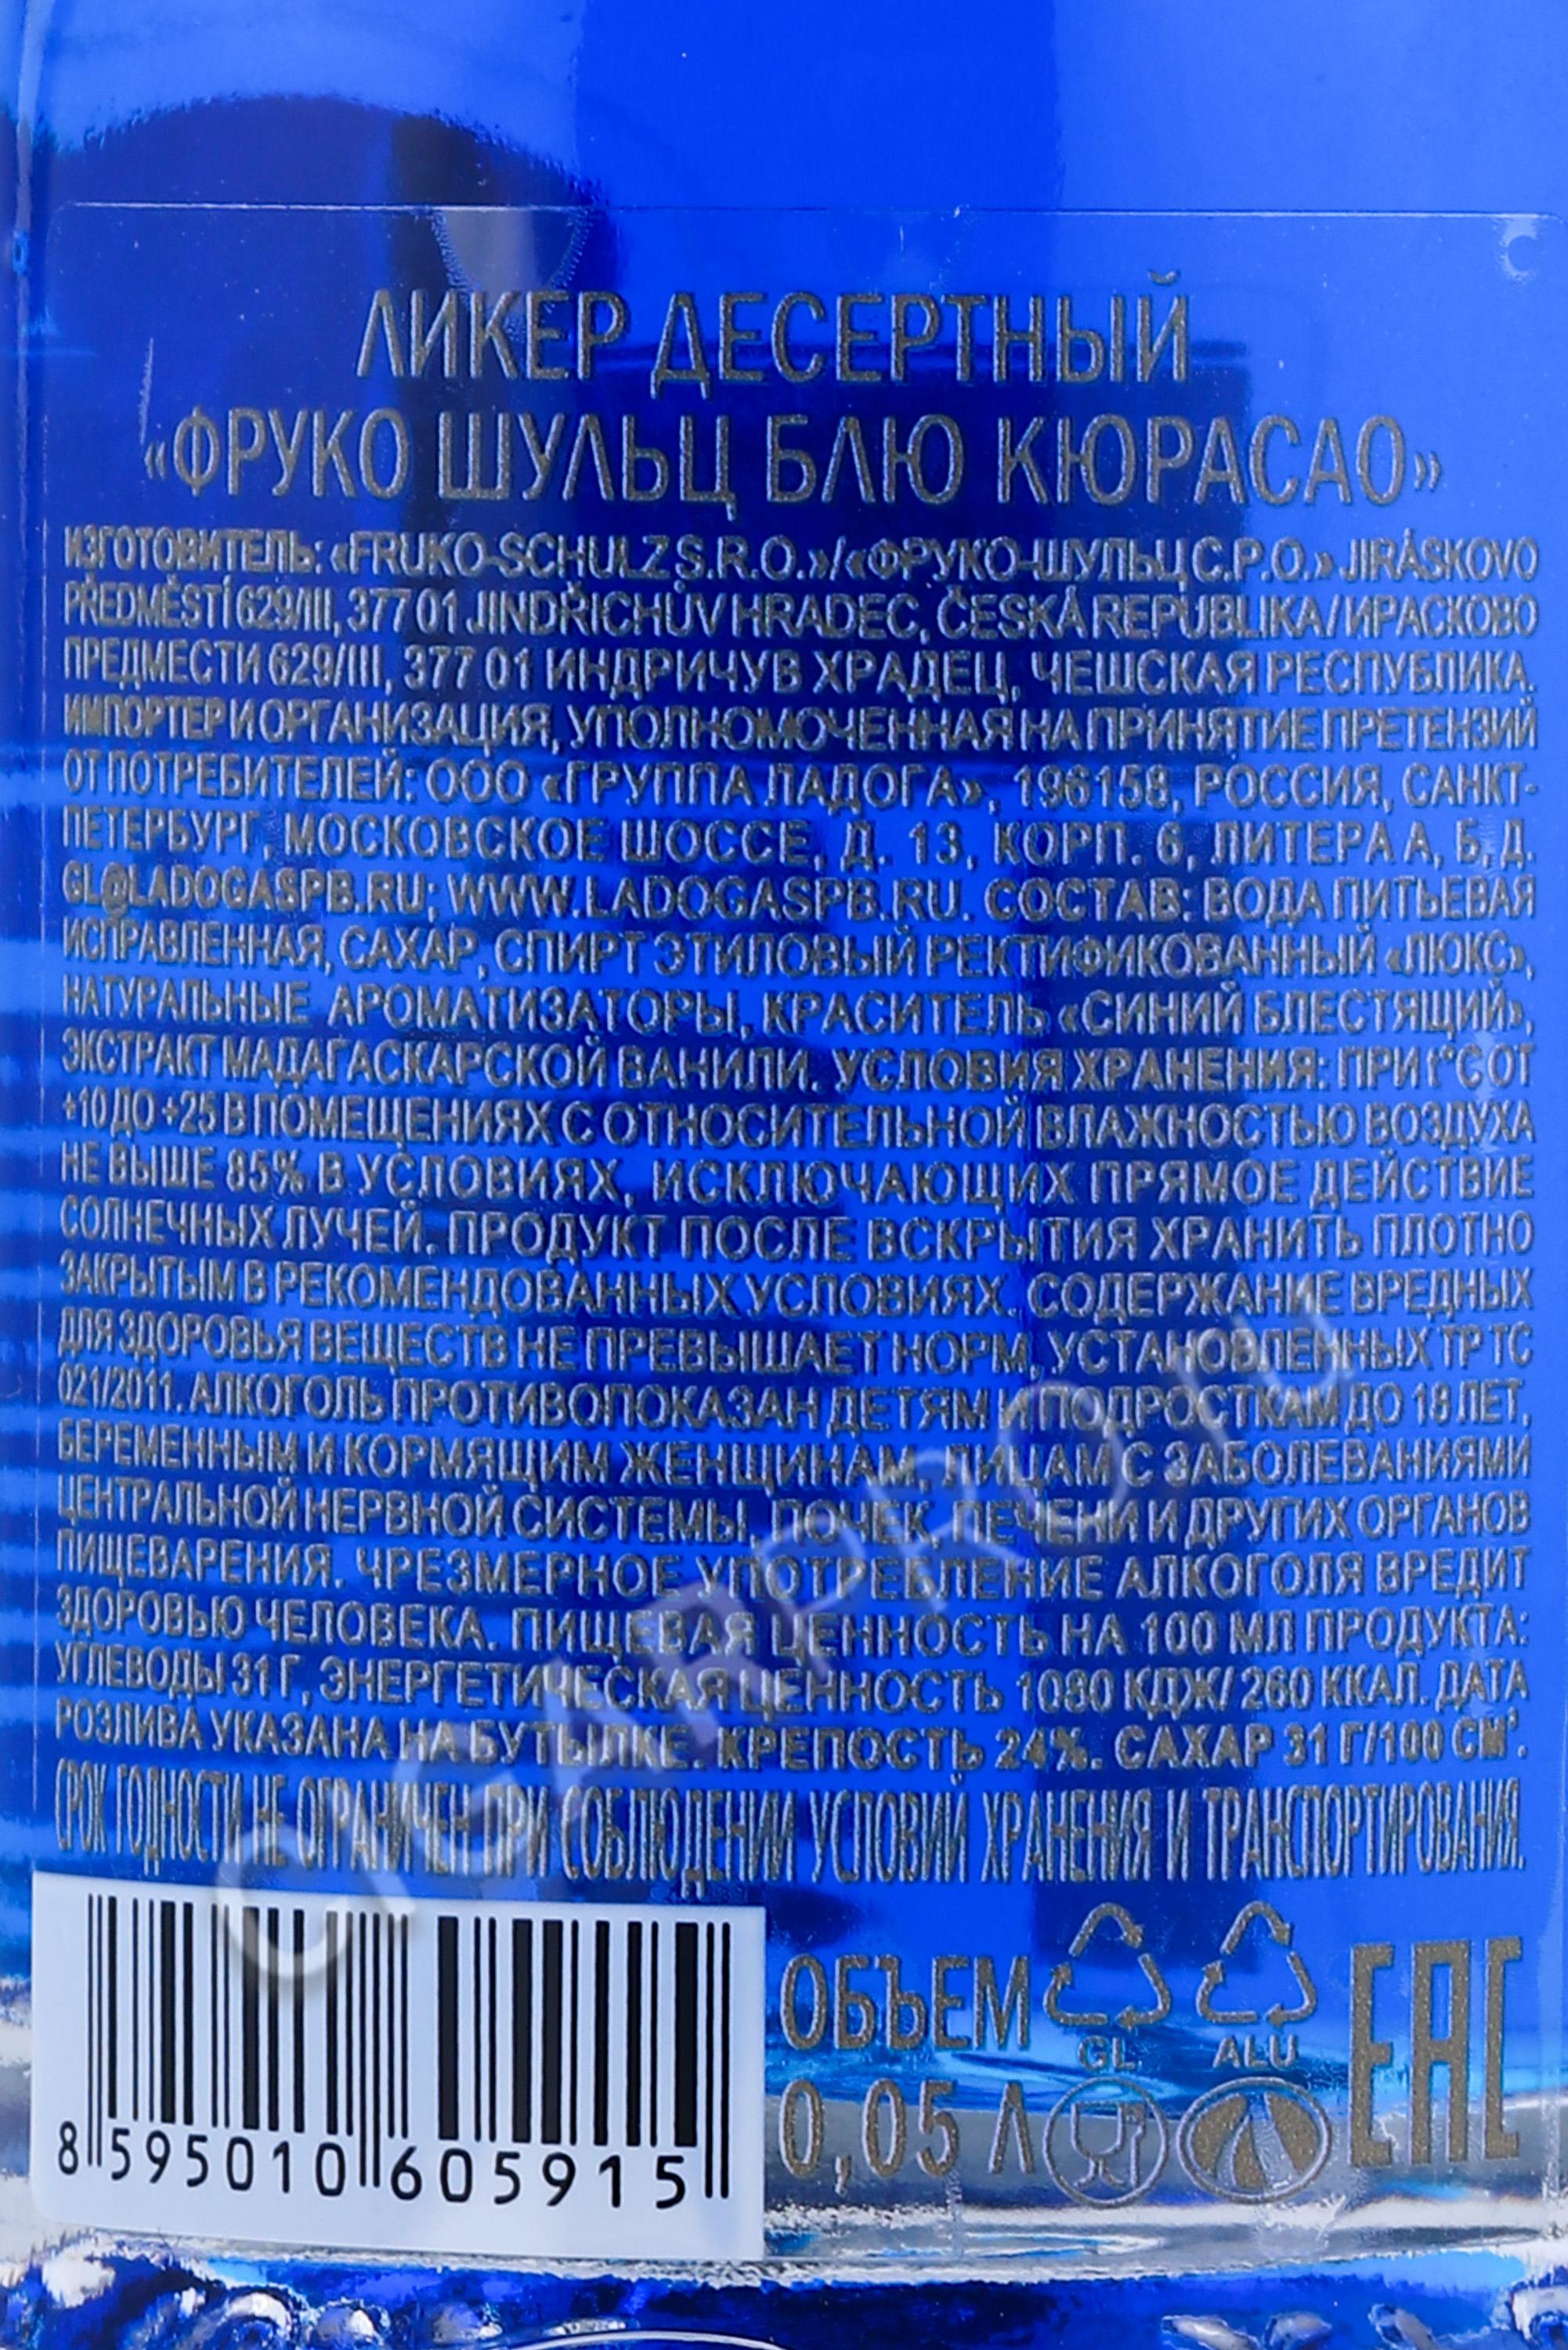 ЛИКЕР ДЕСЕРТНЫЙ
«ФРУКО ШУЛЬЦ БЛЮ КЮРАСАО»
ИЗГОТОВИТЕЛЬ: «FRUKO-SCHULZ S.R.O.»/«ФРУКО-ШУЛЬЦ С.Р.О.» JIRÁSKOVO
PŘEDMĚSTÍ 629/III, 377 01 JINDŘICHŮV HRADEC, ČESKÁ REPUBLIKA/ИРАСКОВО
ПРЕДМЕСТИ 629/III, 377 01 ИНДРИЧУВ ХРАДЕЦ, ЧЕШСКАЯ РЕСПУБЛИКА.
ИМПОРТЕР И ОРГАНИЗАЦИЯ, УПОЛНОМОЧЕННАЯ НА ПРИНЯТИЕ ПРЕТЕНЗИЙ
ОТ ПОТРЕБИТЕЛЕЙ: ООО «ГРУППА ЛАДОГА», 196158, РОССИЯ, САНКТ-
ПЕТЕРБУРГ, МОСКОВСКОЕ ШОССЕ, Д. 13, КОРП. 6, ЛИТЕРА А, Б, Д.
GL@LADOGASPB.RU; WWW.LADOGASPB.RU. СОСТАВ: ВОДА ПИТЬЕВАЯ
ИСПРАВЛЕННАЯ, САХАР, СПИРТ ЭТИЛОВЫЙ РЕКТИФИКОВАННЫЙ «ЛЮКС»,
НАТУРАЛЬНЫЕ АРОМАТИЗАТОРЫ, КРАСИТЕЛЬ «СИНИЙ БЛЕСТЯЩИЙ»,
ЭКСТРАКТ МАДАГАСКАРСКОЙ ВАНИЛИ. УСЛОВИЯ ХРАНЕНИЯ: ПРИ t°С ОТ
+10 ДО +25 В ПОМЕЩЕНИЯХ С ОТНОСИТЕЛЬНОЙ ВЛАЖНОСТЬЮ ВОЗДУХА
НЕ ВЫШЕ 85% В УСЛОВИЯХ, ИСКЛЮЧАЮЩИХ ПРЯМОЕ ДЕЙСТВИЕ
СОЛНЕЧНЫХ ЛУЧЕЙ. ПРОДУКТ ПОСЛЕ ВСКРЫТИЯ ХРАНИТЬ ПЛОТНО
ЗАКРЫТЫМ В РЕКОМЕНДОВАННЫХ УСЛОВИЯХ. СОДЕРЖАНИЕ ВРЕДНЫХ
ДЛЯ ЗДОРОВЬЯ ВЕЩЕСТВ НЕ ПРЕВЫШАЕТ НОРМ, УСТАНОВЛЕННЫХ ТР ТС
021/2011. АЛКОГОЛЬ ПРОТИВОПОКАЗАН ДЕТЯМ И ПОДРОСТКАМ ДО 18 ЛЕТ,
БЕРЕМЕННЫМ И КОРМЯЩИМ ЖЕНЩИНАМ, ЛИЦАМ С ЗАБОЛЕВАНИЯМИ
ЦЕНТРАЛЬНОЙ НЕРВНОЙ СИСТЕМЫ, ПОЧЕК, ПЕЧЕНИ И ДРУГИХ ОРГАНОВ
ПИЩЕВАРЕНИЯ. ЧРЕЗМЕРНОЕ УПОТРЕБЛЕНИЕ АЛКОГОЛЯ ВРЕДИТ
ЗДОРОВЬЮ ЧЕЛОВЕКА. ПИЩЕВАЯ ЦЕННОСТЬ НА 100 МЛ ПРОДУКТА:
УГЛЕВОДЫ 31 Г, ЭНЕРГЕТИЧЕСКАЯ ЦЕННОСТЬ 1080 КДЖ/ 260 ККАЛ. ДАТА
РОЗЛИВА УКАЗАНА НА БУТЫЛКЕ. КРЕПОСТЬ 24%. САХАР 31 Г/100 СМ³.
СРОК ГОДНОСТИ НЕ ОГРАНИЧЕН ПРИ СОБЛЮДЕНИИ УСЛОВИЙ ХРАНЕНИЯ И ТРАНСПОРТИРОВАНИЯ.
CIGARPRO.ru
8 595010 605915
ОБЪЕМ
0,05 Л
GL
ALU
EAC